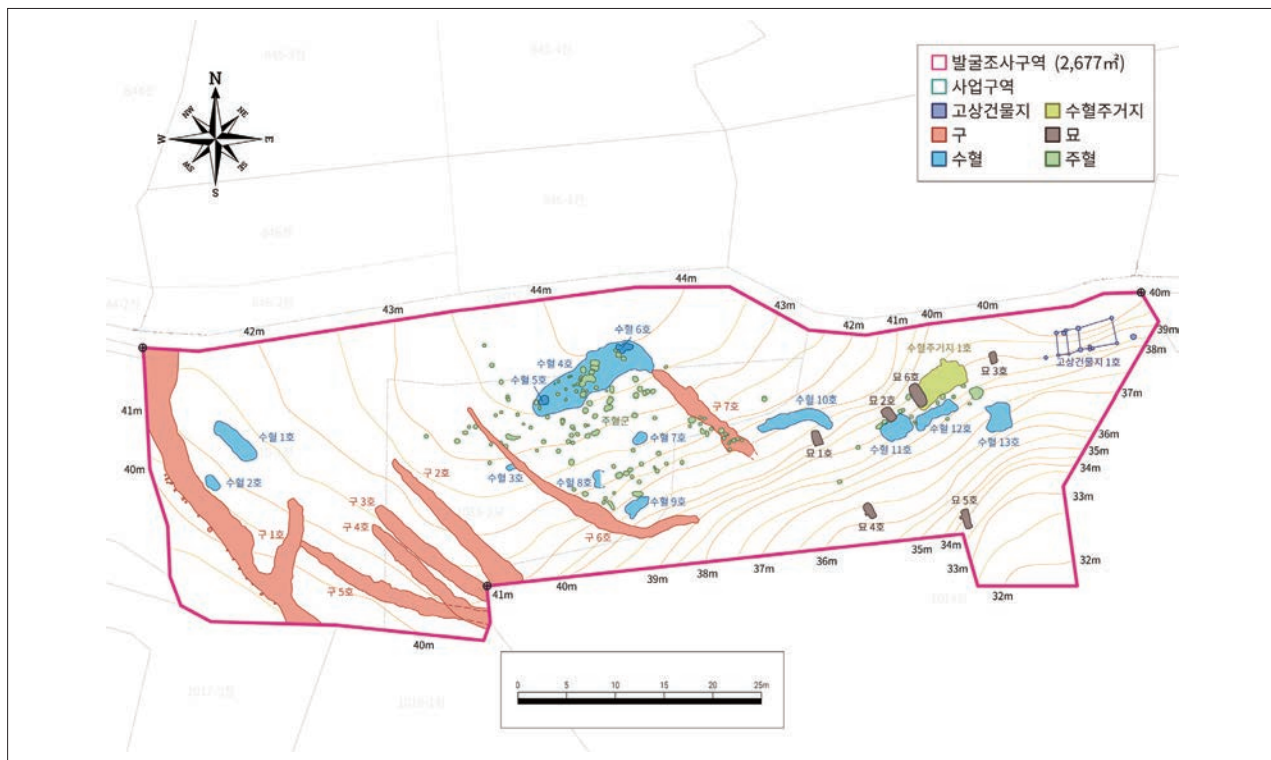 발굴조사구역 (2,677㎡)
사업구역
고상건물지
수혈주거지
구
묘
수혈
주혈
N
NW
NE
W
E
WS
SE
S
44m
44m
43m
43m
42m
42m
41m
40m
40m
40m
39m
38m
수혈 6호
수혈 4호
수혈 5호
수혈주거지 1호
묘 3호
고상건물지 1호
묘 6호
묘 2호
37m
구 7호
수혈 10호
41m
수혈 1호
주혈군
수혈 7호
묘 1호
수혈 11호
수혈 12호
수혈 13호
36m
35m
34m
40m
수혈 2호
구 2호
수혈 3호
수혈 8호
33m
구 3호
수혈 9호
묘 4호
묘 5호
구 4호
구 1호
구 6호
36m
35m
34m
33m
32m
32m
37m
38m
39m
40m
41m
구 5호
40m
0
5
10
15
20
25m